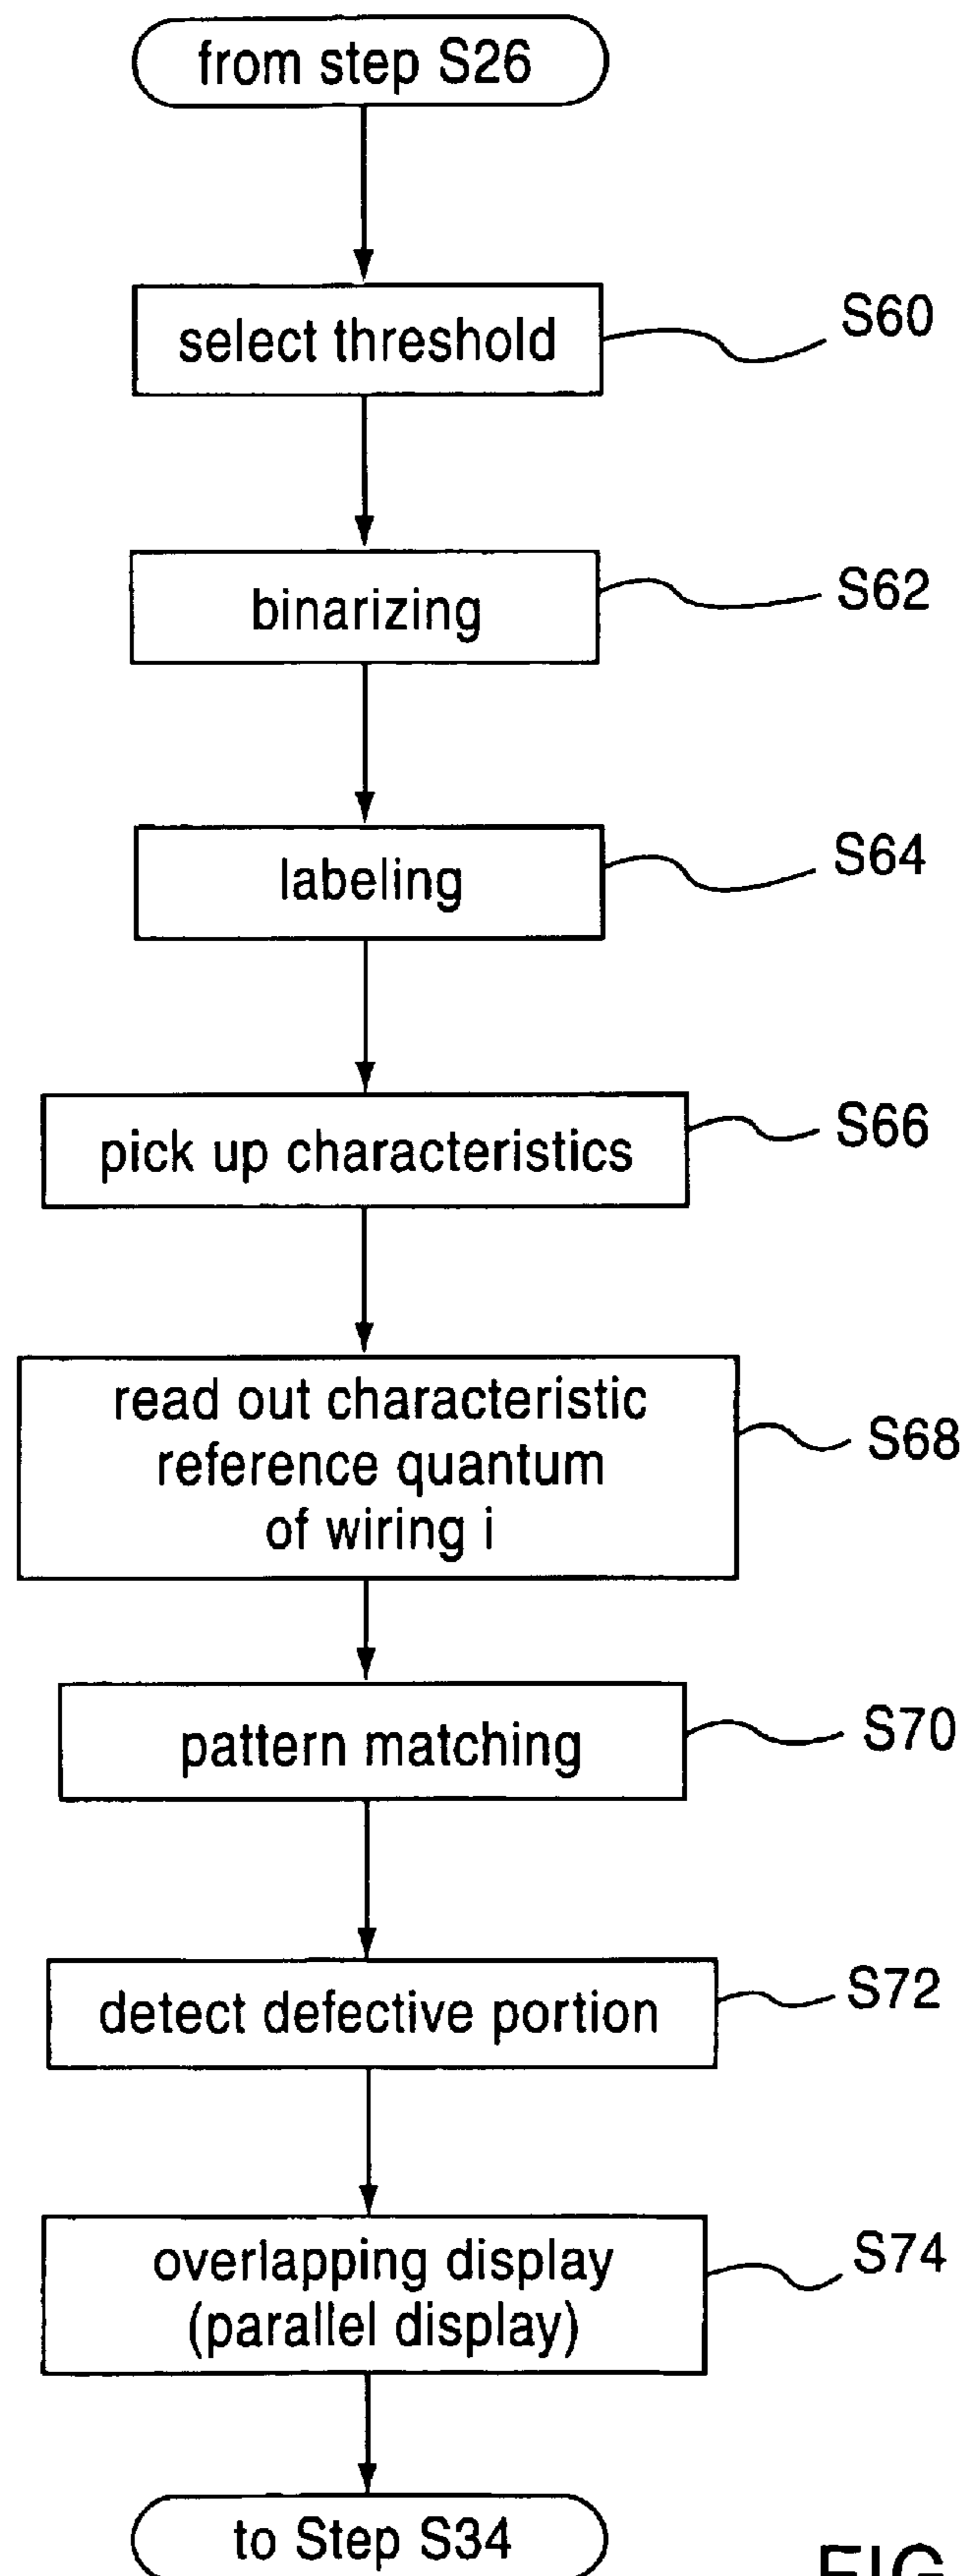 from step S26
select threshold
S60
binarizing
S62
labeling
S64
pick up characteristics
S66
read out characteristic
reference quantum
of wiring i
S68
pattern matching
S70
detect defective portion
S72
overlapping display
(parallel display)
S74
to Step S34
FIG